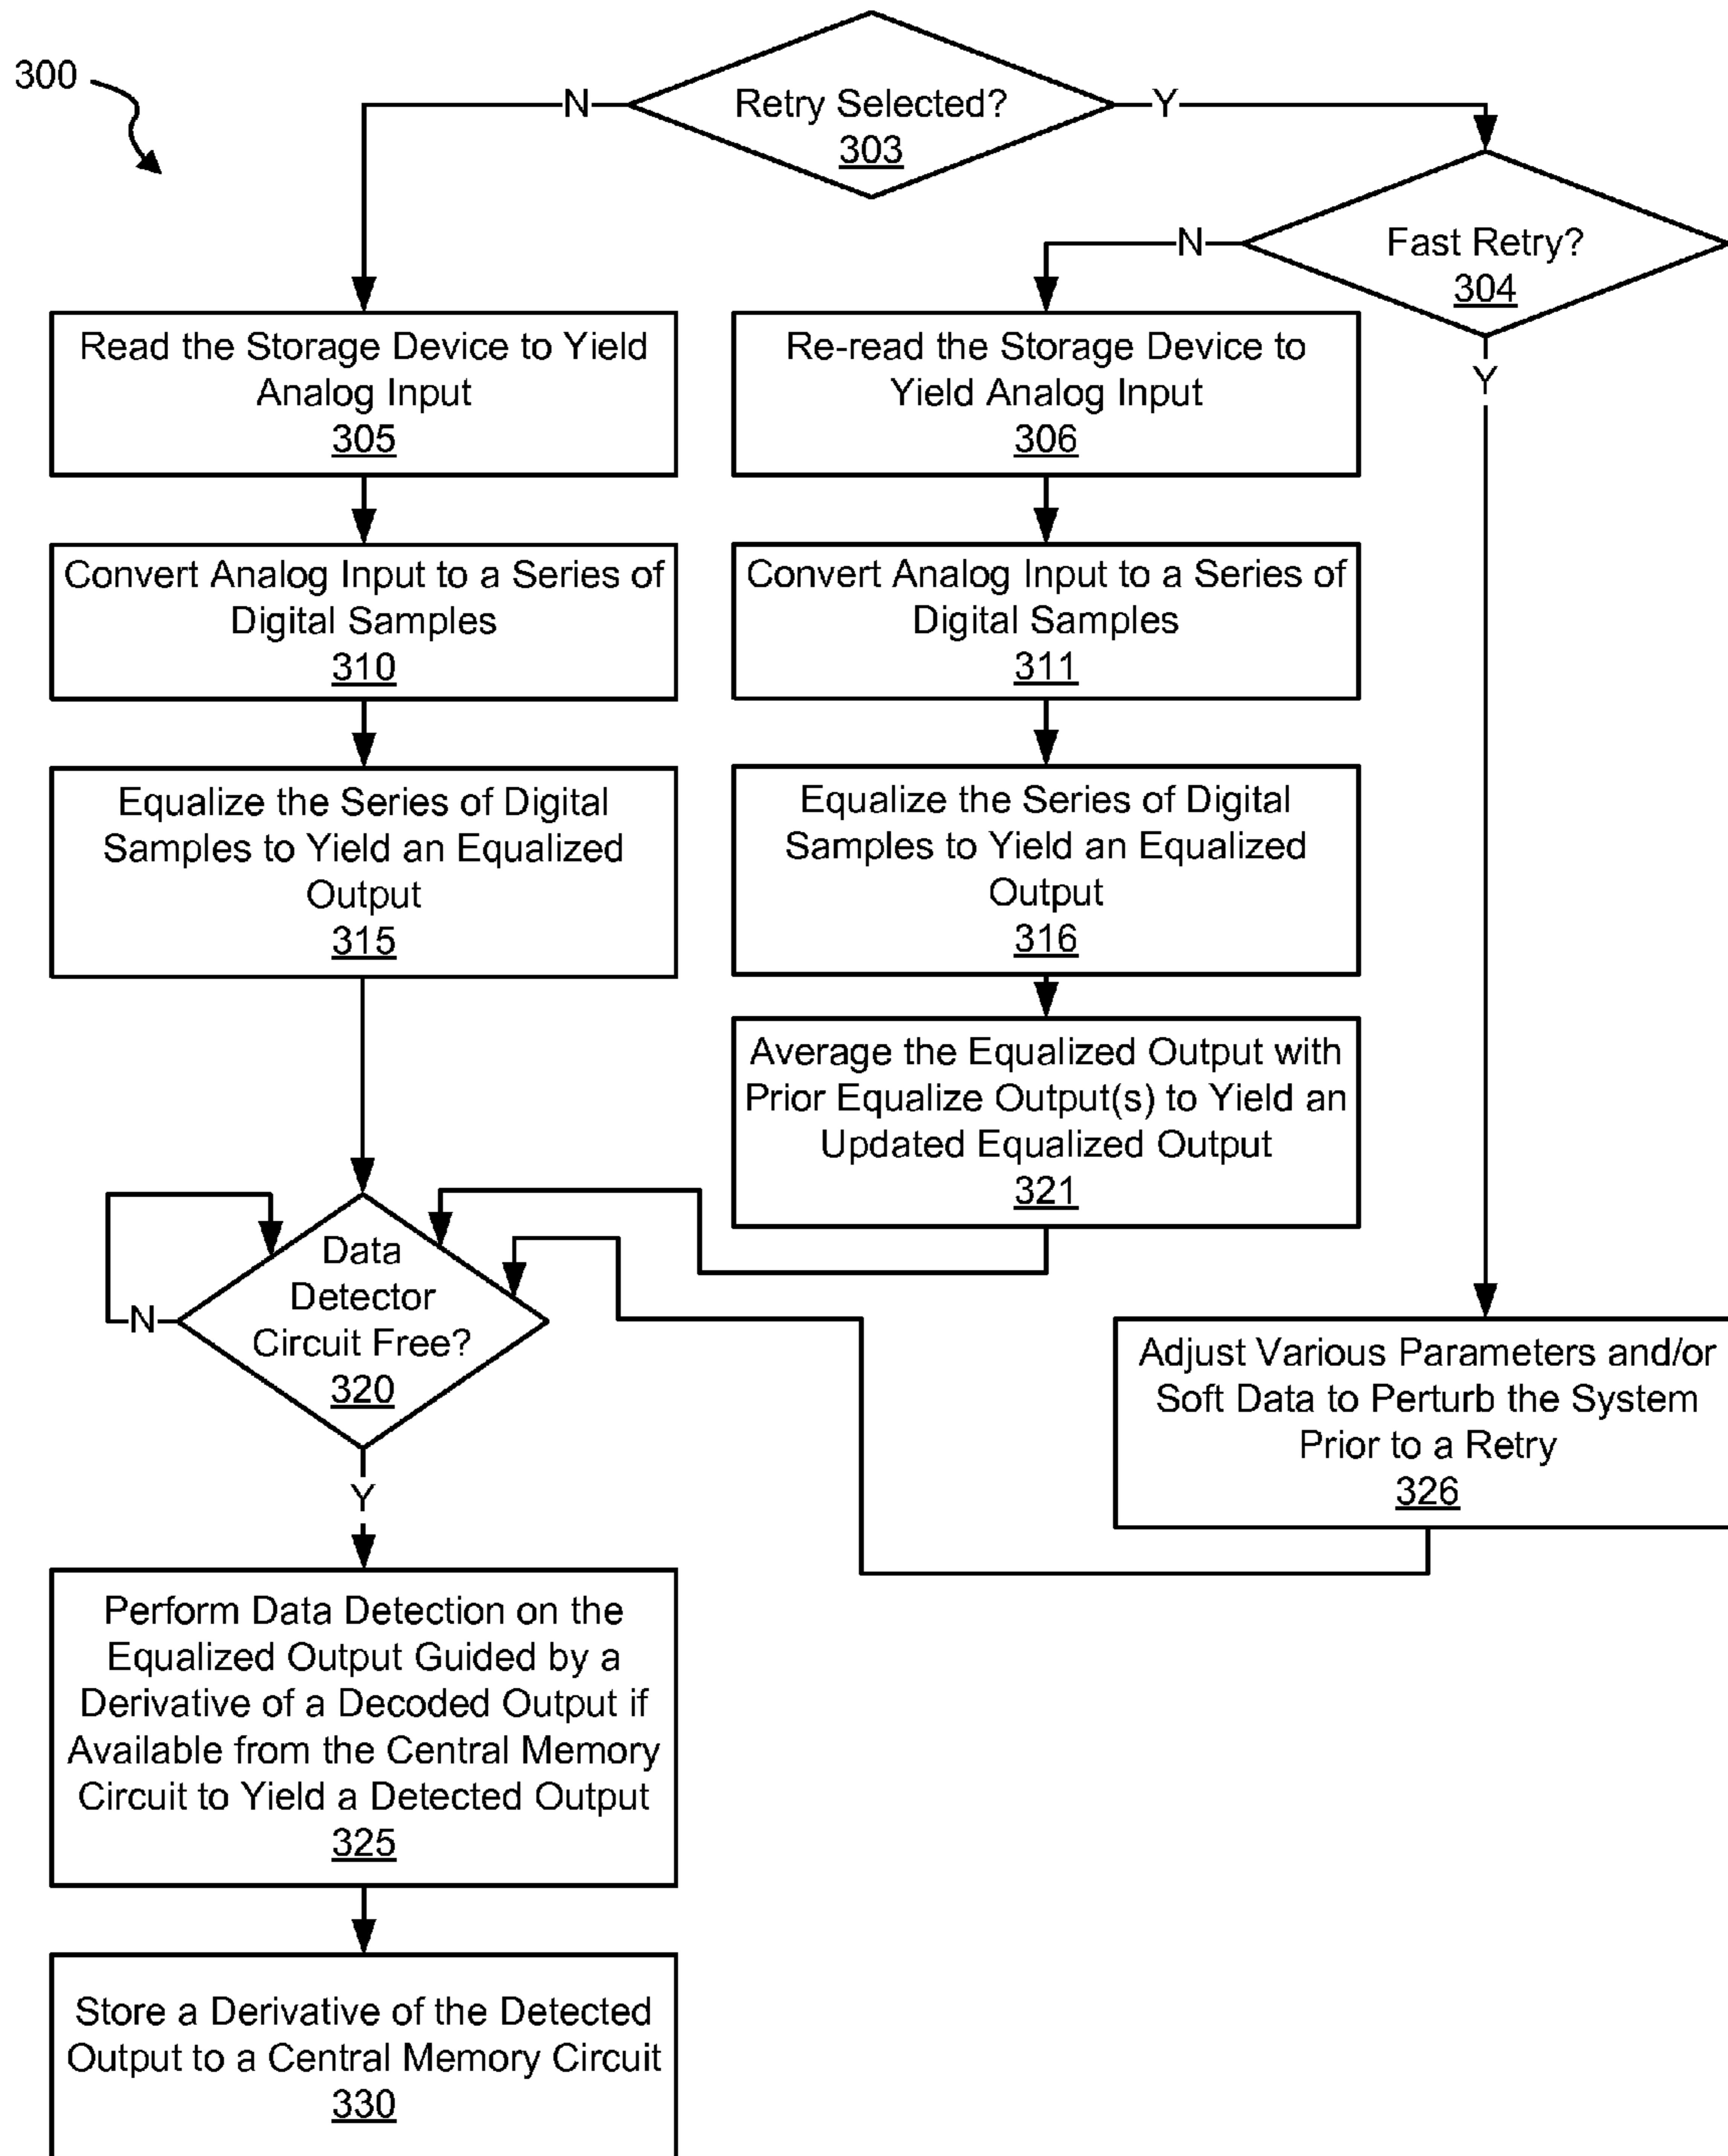 300
Retry Selected?
303
N
Y
Fast Retry?
304
N
Y
Read the Storage Device to Yield
Analog Input
305
Re-read the Storage Device to
Yield Analog Input
306
Convert Analog Input to a Series of
Digital Samples
310
Convert Analog Input to a Series of
Digital Samples
311
Equalize the Series of Digital
Samples to Yield an Equalized
Output
315
Equalize the Series of Digital
Samples to Yield an Equalized
Output
316
Average the Equalized Output with
Prior Equalize Output(s) to Yield an
Updated Equalized Output
321
Data
Detector
Circuit Free?
320
N
Y
Adjust Various Parameters and/or
Soft Data to Perturb the System
Prior to a Retry
326
Perform Data Detection on the
Equalized Output Guided by a
Derivative of a Decoded Output if
Available from the Central Memory
Circuit to Yield a Detected Output
325
Store a Derivative of the Detected
Output to a Central Memory Circuit
330